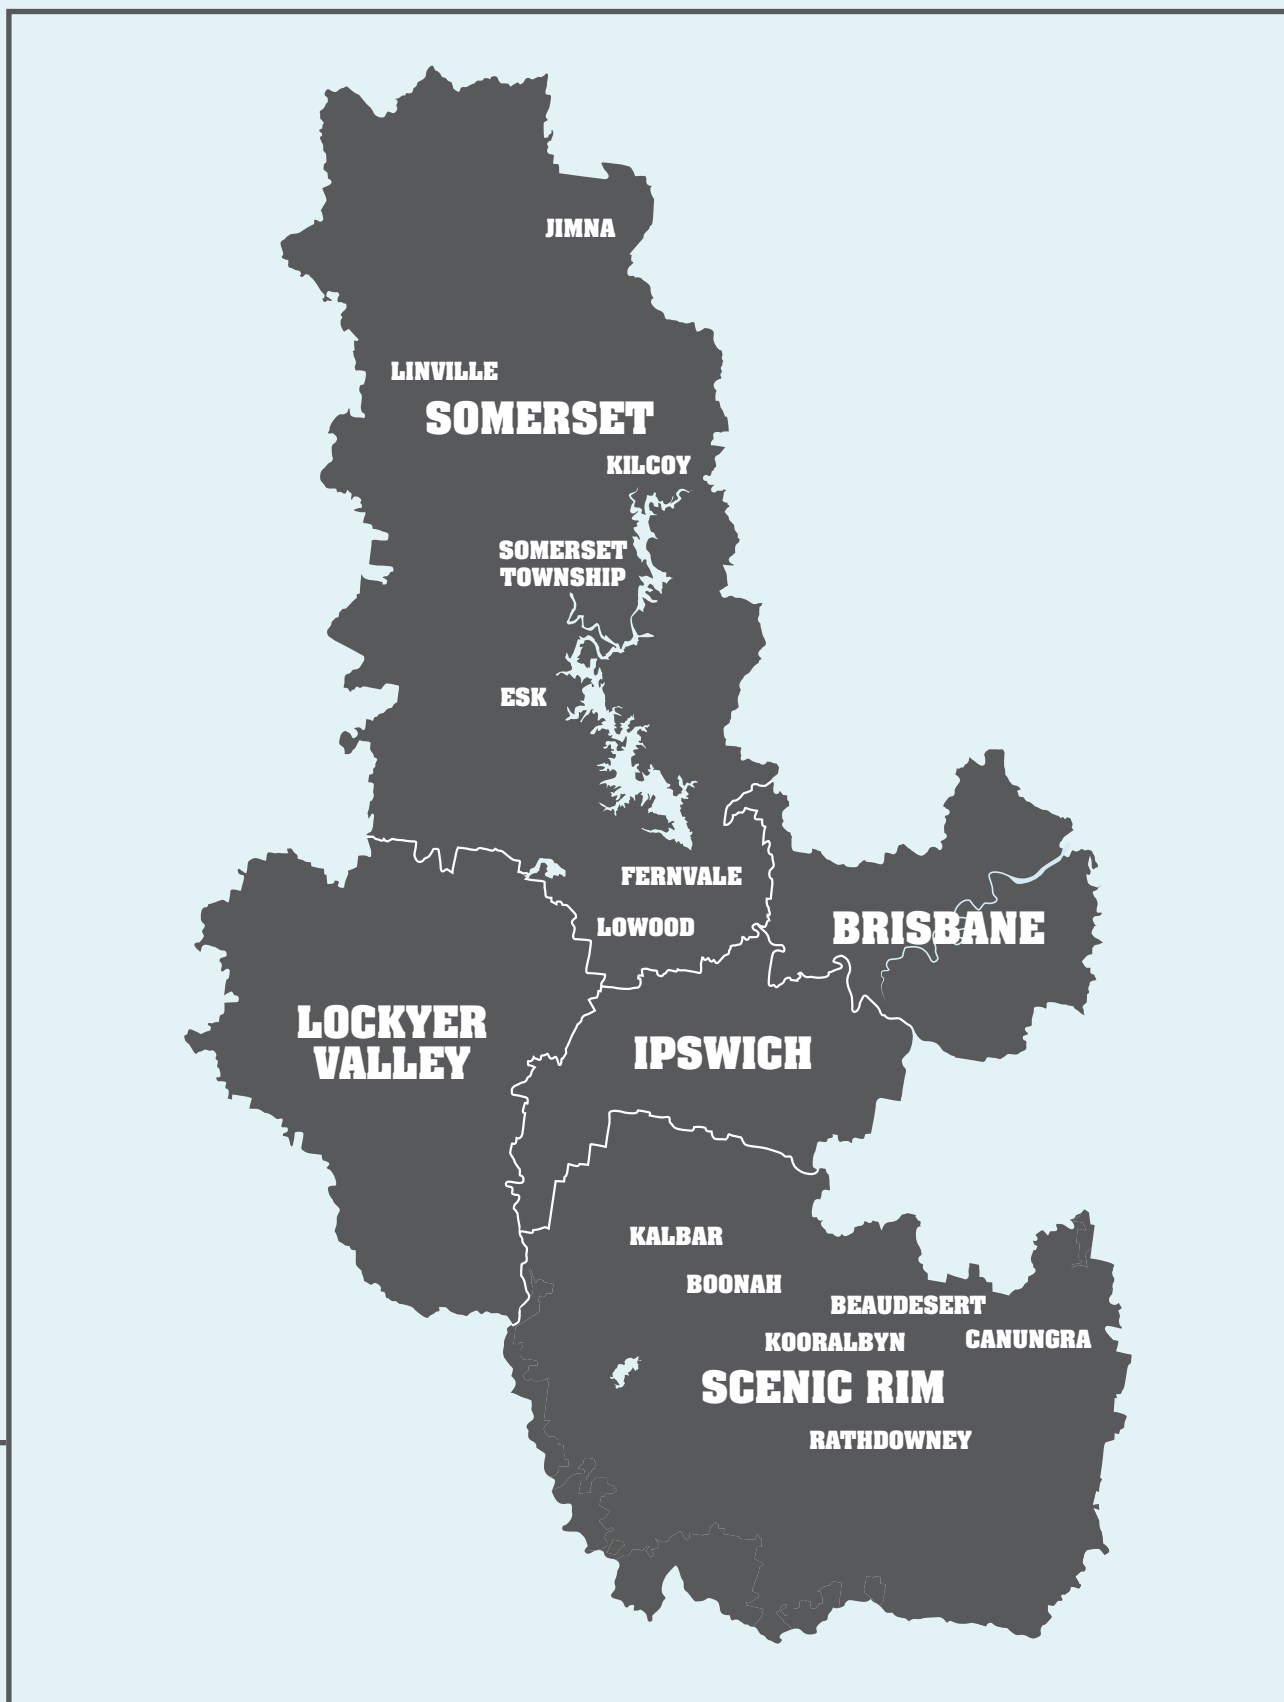 JIMNA
LINVILLE
SOMERSET
KILCOY
SOMERSET
TOWNSHIP
ESK
FERNVALE
LOWOOD
BRISBANE
LOCKYER
VALLEY
IPSWICH
KALBAR
BOONAH
BEAUDESERT
KOORALBYN
CANUNGRA
SCENIC RIM
RATHDOWNEY